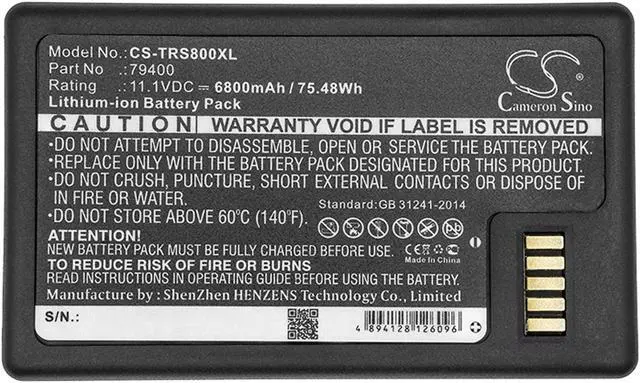 Model No.: CS-TRS800XL
Part No :79400
Rating :11.1VDC ⎓ 6800mAh / 75.48Wh
Lithium-ion Battery Pack
CS
Cameron Sino
CAUTION WARRANTY VOID IF LABEL IS REMOVED
•DO NOT ATTEMPT TO DISASSEMBLE, OPEN OR SERVICE THE BATTERY PACK.
•REPLACE ONLY WITH THE BATTERY PACK DESIGNATED FOR THIS PRODUCT.
•DO NOT CRUSH, PUNCTURE, SHORT EXTERNAL CONTACTS OR DISPOSE OF
IN FIRE OR WATER.
Standard:GB 31241-2014
•DO NOT STORE ABOVE 60℃ (140℉).
ATTENTION!
NEW BATTERY PACK MUST BE FULLY CHARGED BEFORE USE
TO REDUCE RISK OF FIRE OR BURNS
READ INSTRUCTIONS IN DETAILS BEFORE USING THE BATTERY.
CE
Made in China
Manufacturer by : ShenZhen HENZENS Technology Co., Limited
S/N.:
4 894128 126096